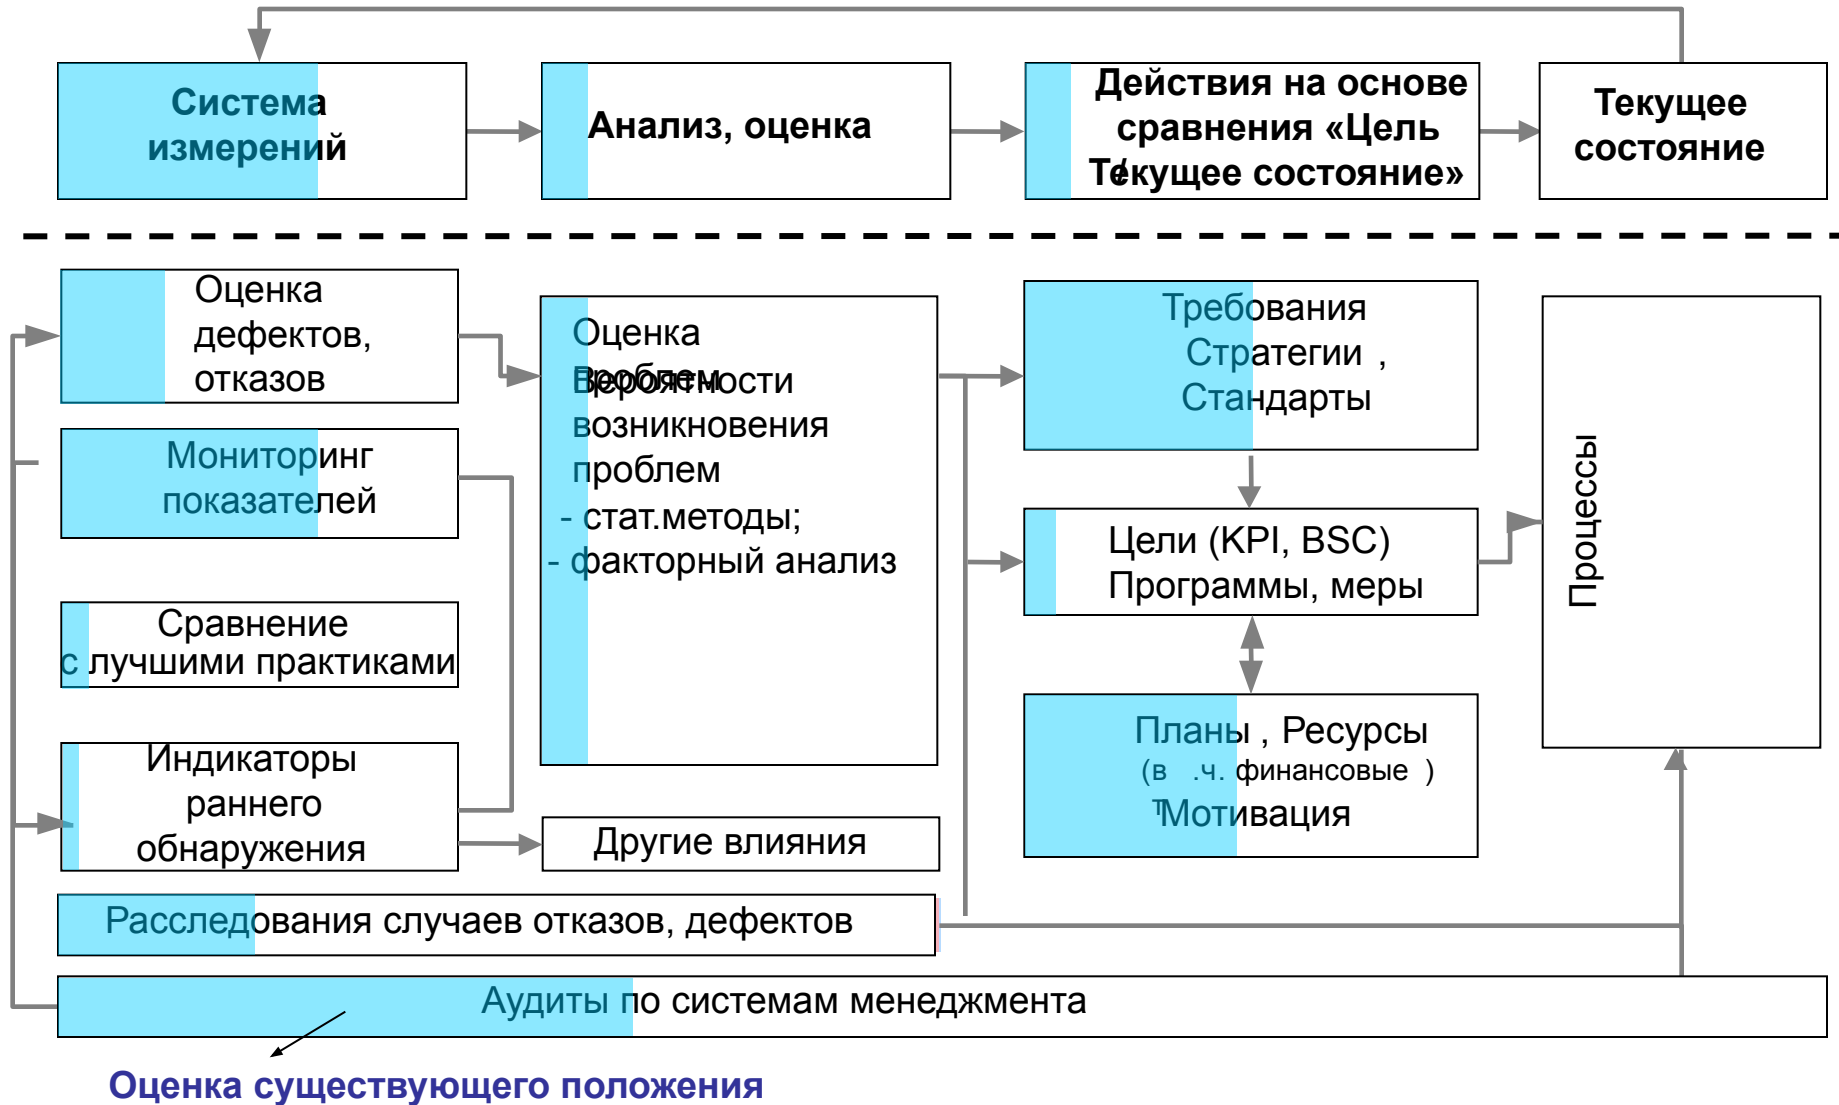 Система
измерений
Анализ, оценка
Действия на основе
сравнения «Цель
/
Текущее состояние»
Текущее
состояние
Оценка
дефектов,
отказов
Мониторинг
показателей
Сравнение
с лучшими практиками
Индикаторы
раннего
обнаружения
Оценка
проблем
Вероятности
возникновения
проблем
- стат.методы;
- факторный анализ
Другие влияния
Требования
Стратегии ,
Стандарты
Цели (KPI, BSC)
Программы, меры
Планы , Ресурсы
(в т.ч. финансовые )
Мотивация
Процессы
Расследования случаев отказов, дефектов
Аудиты по системам менеджмента
Оценка существующего положения